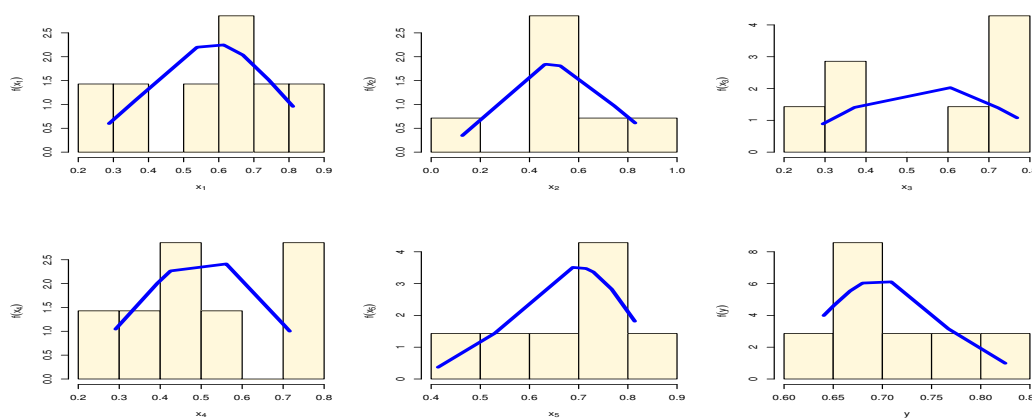 f(x₁)
0.0 0.5 1.0 1.5 2.0 2.5
0.2 0.3 0.4 0.5 0.6 0.7 0.8 0.9
x₁
f(x₂)
0.0 0.5 1.0 1.5 2.0 2.5
0.0 0.2 0.4 0.6 0.8 1.0
x₂
f(x₃)
0 1 2 3 4
0.2 0.3 0.4 0.5 0.6 0.7 0.8
x₃
f(x₄)
0.0 0.5 1.0 1.5 2.0 2.5
0.2 0.3 0.4 0.5 0.6 0.7 0.8
x₄
f(x₅)
0 1 2 3 4
0.4 0.5 0.6 0.7 0.8 0.9
x₅
f(y)
0 2 4 6 8
0.60 0.65 0.70 0.75 0.80 0.85
y